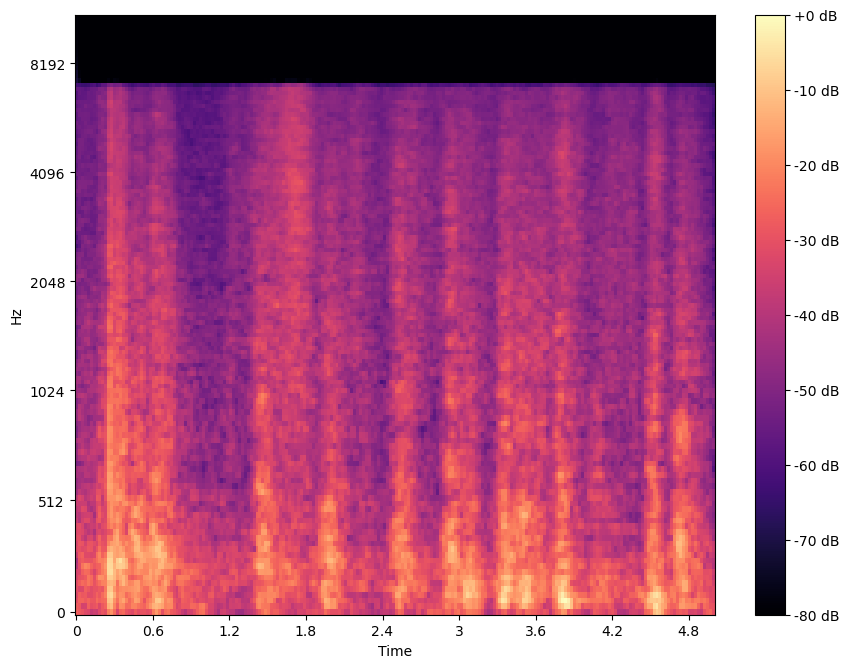 +0 dB
8192
-10 dB
4096
-20 dB
-30 dB
2048
Hz
-40 dB
1024
-50 dB
512
-60 dB
-70 dB
0
-80 dB
0 0.6 1.2 1.8 2.4 3 3.6 4.2 4.8
Time